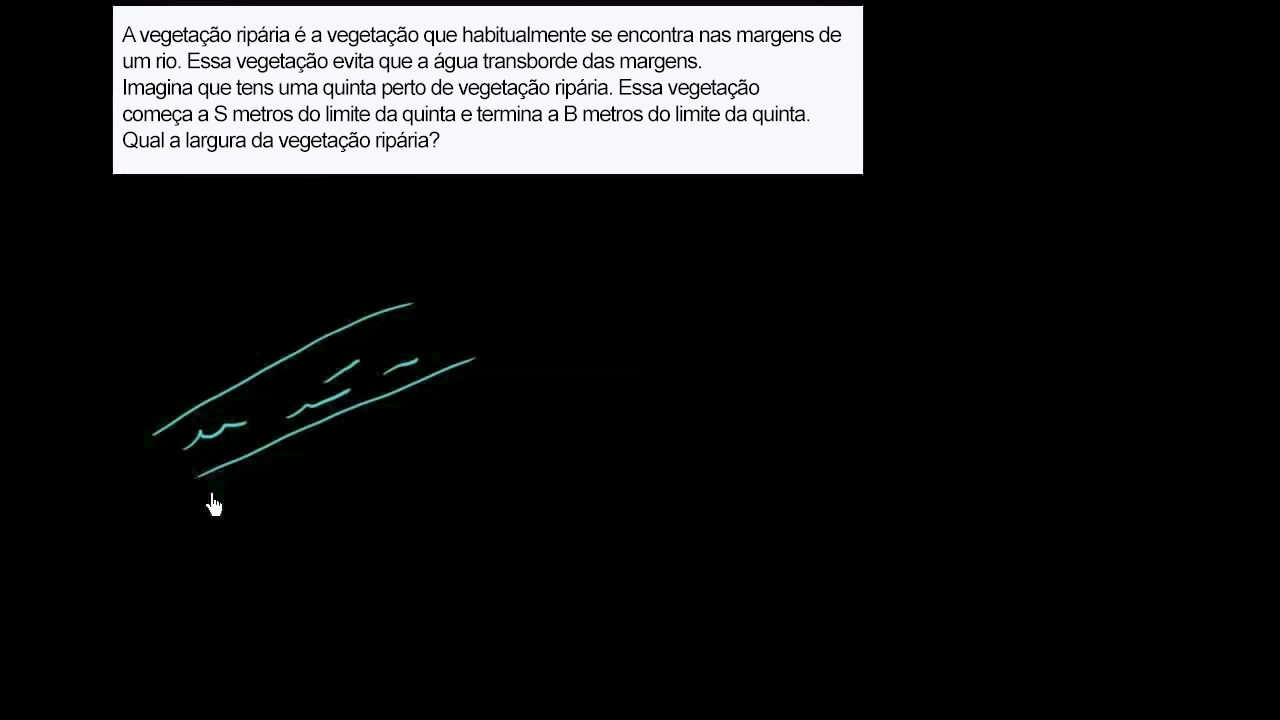 A vegetação ripária é a vegetação que habitualmente se encontra nas margens de
um rio. Essa vegetação evita que a água transborde das margens.
Imagina que tens uma quinta perto de vegetação ripária. Essa vegetação
começa a S metros do limite da quinta e termina a B metros do limite da quinta.
Qual a largura da vegetação ripária?